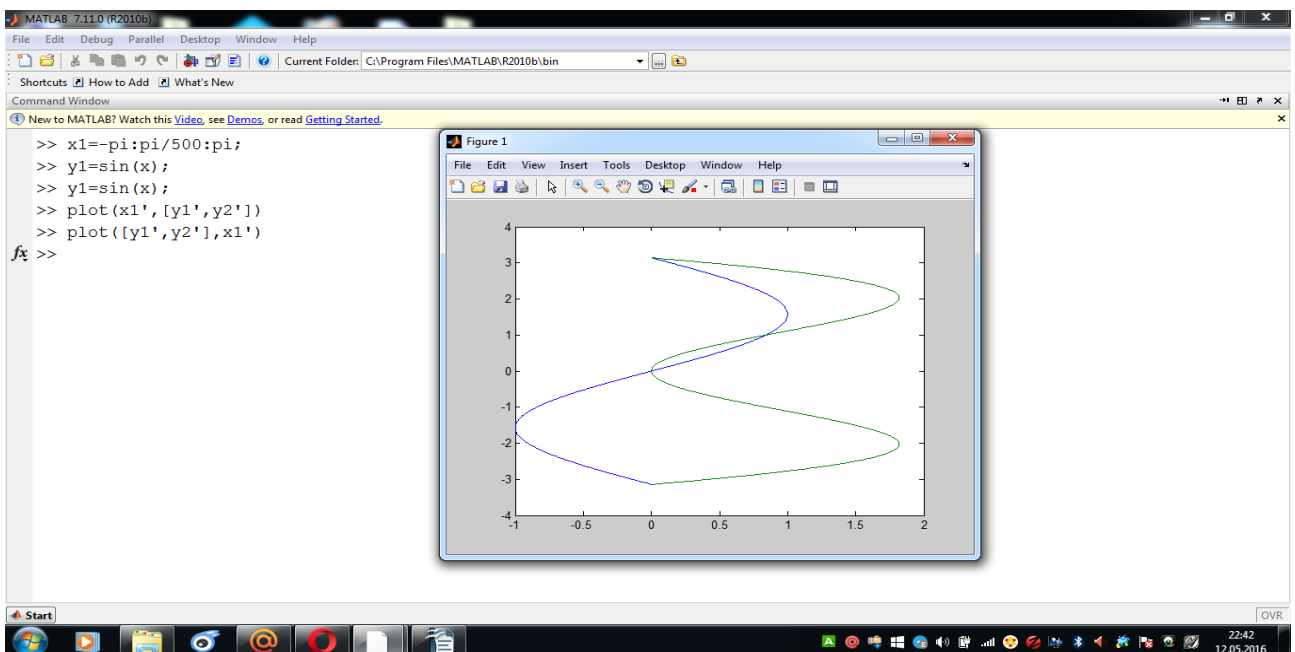 MATLAB 7.11.0 (R2010b)
File Edit Debug Parallel Desktop Window Help
Current Folder: C:\Program Files\MATLAB\R2010b\bin
Shortcuts How to Add What's New
Command Window
New to MATLAB? Watch this Video, see Demos, or read Getting Started.
>> x1=-pi:pi/500:pi;
>> y1=sin(x);
>> y1=sin(x);
>> plot(x1',[y1',y2'])
>> plot([y1',y2'],x1')
fx >>
Figure 1
File Edit View Insert Tools Desktop Window Help
4
3
2
1
0
-1
-2
-3
-4
-1 -0.5 0 0.5 1 1.5 2
Start
OVR
22:42
12.05.2016